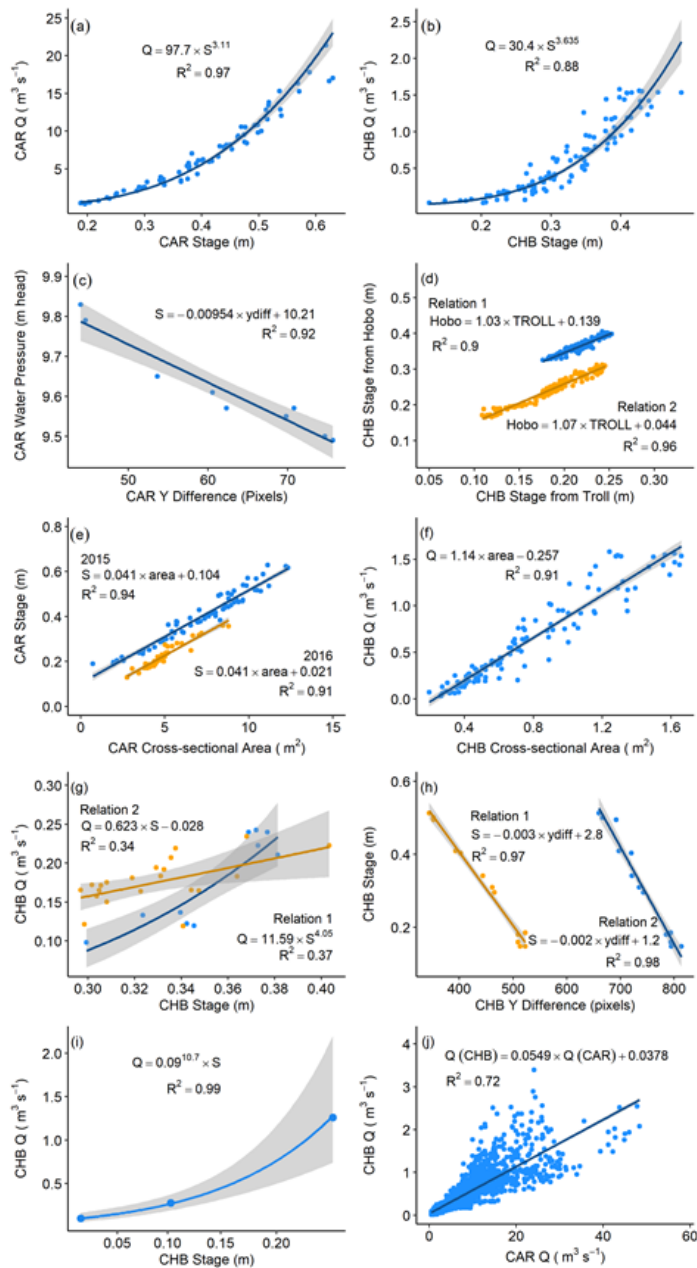 (a)
Q = 97.7 × S^3.11
R² = 0.97
CAR Q ( m³ s⁻¹)
25
20
15
10
5
0.2 0.3 0.4 0.5 0.6
CAR Stage (m)
(b)
Q = 30.4 × S^3.635
R² = 0.88
CHB Q ( m³ s⁻¹)
2.5
2.0
1.5
1.0
0.5
0.2 0.3 0.4
CHB Stage (m)
(c)
S = −0.00954 × ydiff + 10.21
R² = 0.92
CAR Water Pressure (m head)
9.9
9.8
9.7
9.6
9.5
50 60 70
CAR Y Difference (Pixels)
(d)
Relation 1
Hobo = 1.03 × TROLL + 0.139
R² = 0.9
Relation 2
Hobo = 1.07 × TROLL + 0.044
R² = 0.96
CHB Stage from Hobo (m)
0.5
0.4
0.3
0.2
0.1
0.05 0.10 0.15 0.20 0.25 0.30
CHB Stage from Troll (m)
(e)
2015
S = 0.041 × area + 0.104
R² = 0.94
2016
S = 0.041 × area + 0.021
R² = 0.91
CAR Stage (m)
0.8
0.6
0.4
0.2
0.0
0 5 10 15
CAR Cross-sectional Area ( m²)
(f)
Q = 1.14 × area − 0.257
R² = 0.91
CHB Q ( m³ s⁻¹)
1.5
1.0
0.5
0.0
0.4 0.8 1.2 1.6
CHB Cross-sectional Area ( m²)
(g)
Relation 2
Q = 0.623 × S − 0.028
R² = 0.34
Relation 1
Q = 11.59 × S^4.05
R² = 0.37
CHB Q ( m³ s⁻¹)
0.25
0.20
0.15
0.10
0.30 0.32 0.34 0.36 0.38 0.40
CHB Stage (m)
(h)
Relation 1
S = −0.003 × ydiff + 2.8
R² = 0.97
Relation 2
S = −0.002 × ydiff + 1.2
R² = 0.98
CHB Stage (m)
0.6
0.4
0.2
400 500 600 700 800
CHB Y Difference (pixels)
(i)
Q = 0.09^10.7 × S
R² = 0.99
CHB Q ( m³ s⁻¹)
2.0
1.5
1.0
0.5
0.05 0.10 0.20
CHB Stage (m)
(j)
Q (CHB) = 0.0549 × Q (CAR) + 0.0378
R² = 0.72
CHB Q ( m³ s⁻¹)
4
3
2
1
0
0 20 40 60
CAR Q ( m³ s⁻¹)